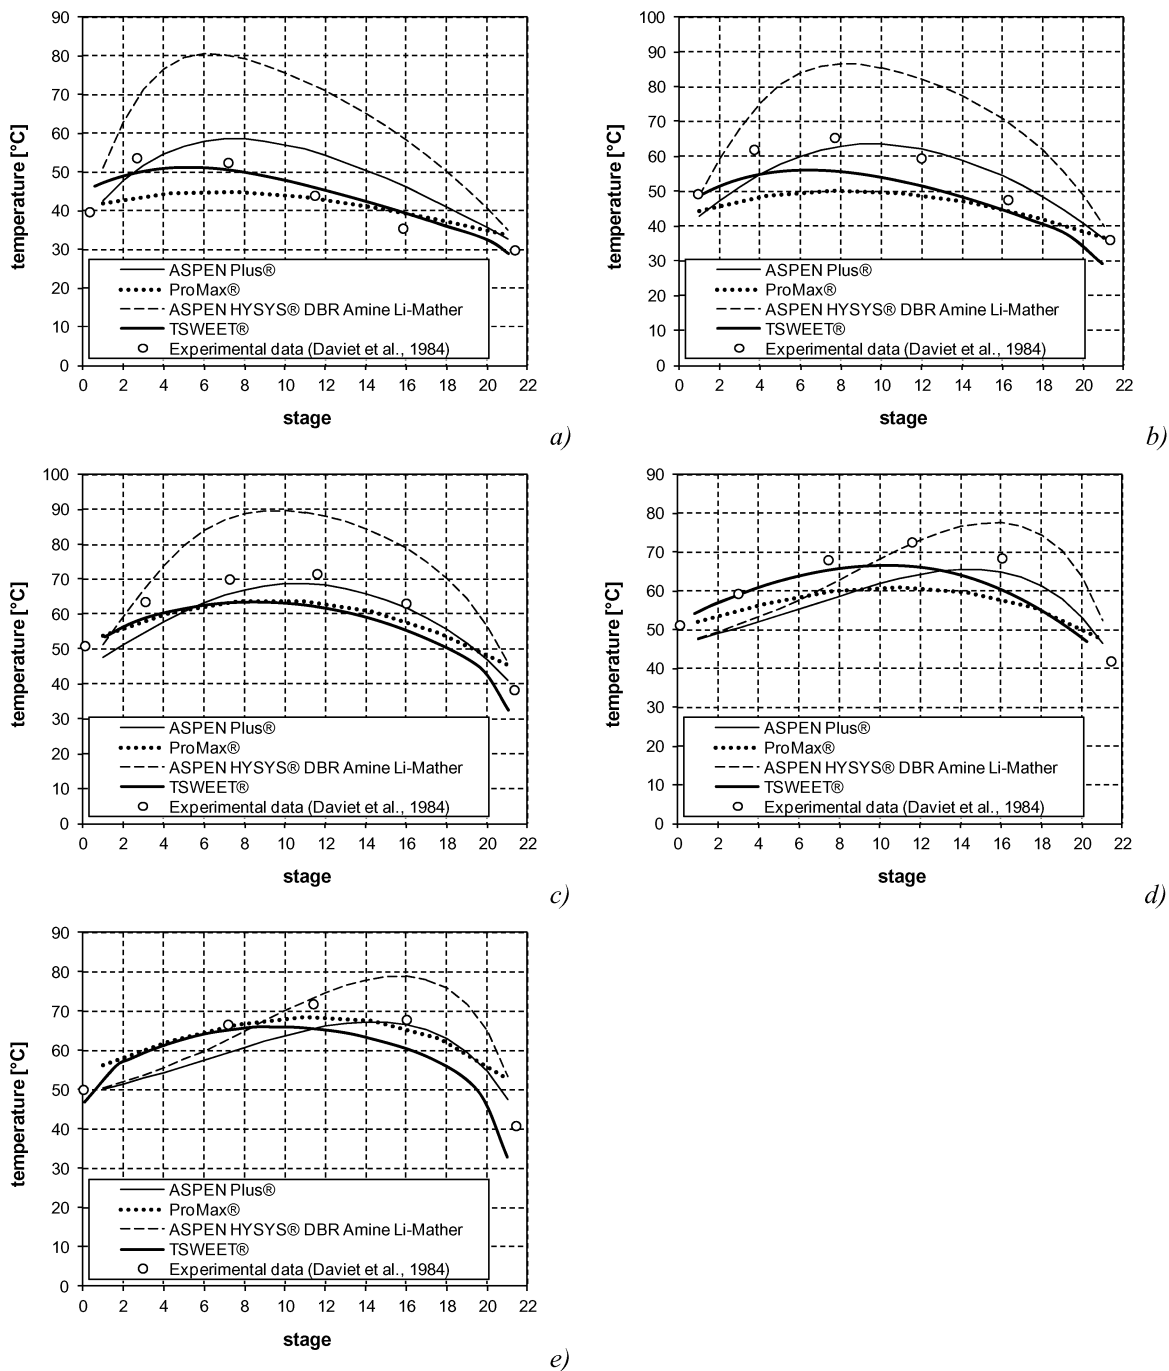 90
80
70
60
50
40
30
20
10
0
temperature [°C]
0 2 4 6 8 10 12 14 16 18 20 22
stage
ASPEN Plus®
ProMax®
ASPEN HYSYS® DBR Amine Li-Mather
TSWEET®
Experimental data (Daviet et al., 1984)
a)
100
90
80
70
60
50
40
30
20
10
0
temperature [°C]
0 2 4 6 8 10 12 14 16 18 20 22
stage
ASPEN Plus®
ProMax®
ASPEN HYSYS® DBR Amine Li-Mather
TSWEET®
Experimental data (Daviet et al., 1984)
b)
100
90
80
70
60
50
40
30
20
10
0
temperature [°C]
0 2 4 6 8 10 12 14 16 18 20 22
stage
ASPEN Plus®
ProMax®
ASPEN HYSYS® DBR Amine Li-Mather
TSWEET®
Experimental data (Daviet et al., 1984)
c)
90
80
70
60
50
40
30
20
10
0
temperature [°C]
0 2 4 6 8 10 12 14 16 18 20 22
stage
ASPEN Plus®
ProMax®
ASPEN HYSYS® DBR Amine Li-Mather
TSWEET®
Experimental data (Daviet et al., 1984)
d)
90
80
70
60
50
40
30
20
10
0
temperature [°C]
0 2 4 6 8 10 12 14 16 18 20 22
stage
ASPEN Plus®
ProMax®
ASPEN HYSYS® DBR Amine Li-Mather
TSWEET®
Experimental data (Daviet et al., 1984)
e)